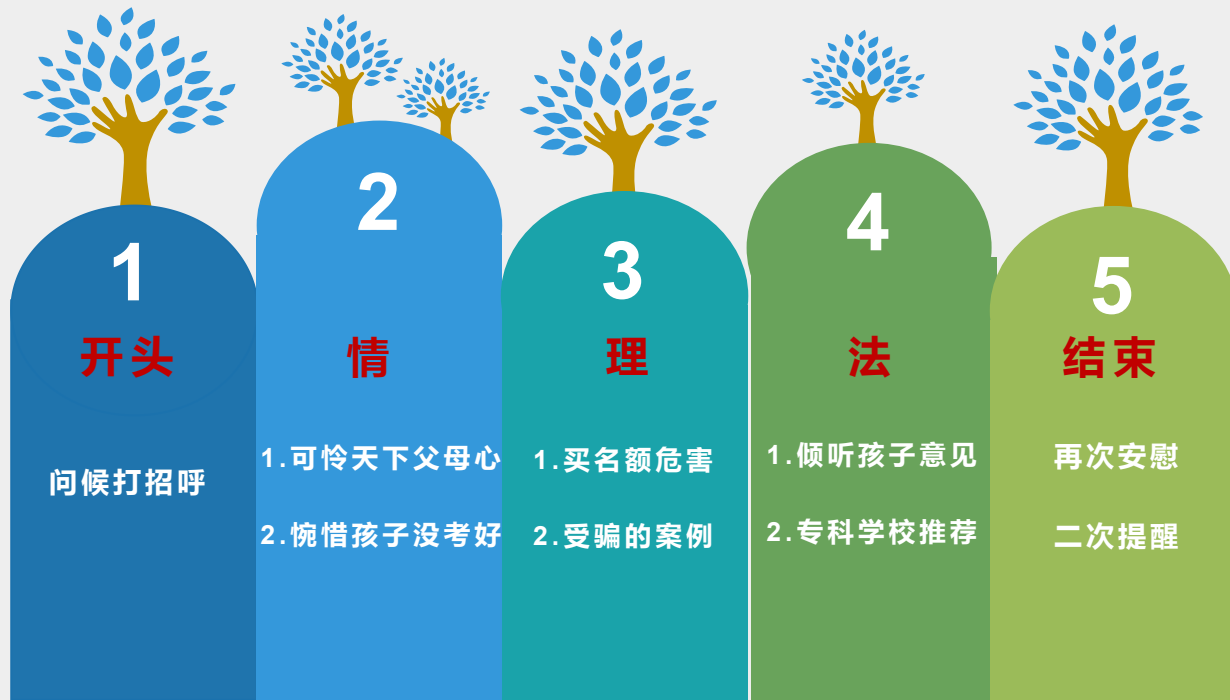 1
开头
问候打招呼
2
情
1.可怜天下父母心
2.惋惜孩子没考好
3
理
1.买名额危害
2.受骗的案例
4
法
1.倾听孩子意见
2.专科学校推荐
5
结束
再次安慰
二次提醒